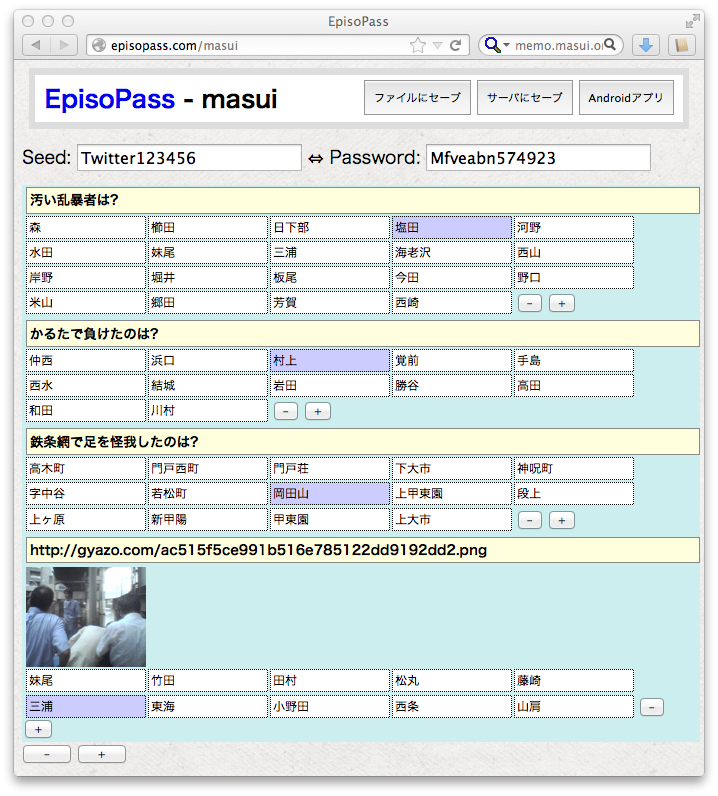 EpisoPass
episopass.com/masui memo.masui.or
EpisoPass - masui ファイルにセーブ サーバにセーブ Androidアプリ
Seed: Twitter123456 ⇔ Password: Mfveabn574923
汚い乱暴者は?
森 櫛田 日下部 塩田 河野
水田 妹尾 三浦 海老沢 西山
岸野 堀井 板尾 今田 野口
米山 郷田 芳賀 西崎 - +
かるたで負けたのは?
仲西 浜口 村上 覚前 手島
西水 結城 岩田 勝谷 高田
和田 川村 - +
鉄条網で足を怪我したのは?
高木町 門戸西町 門戸荘 下大市 神呪町
字中谷 若松町 岡田山 上甲東園 段上
上ヶ原 新甲陽 甲東園 上大市 - +
http://gyazo.com/ac515f5ce991b516e785122dd9192dd2.png
妹尾 竹田 田村 松丸 藤崎
三浦 東海 小野田 西条 山肩 -
+
- +